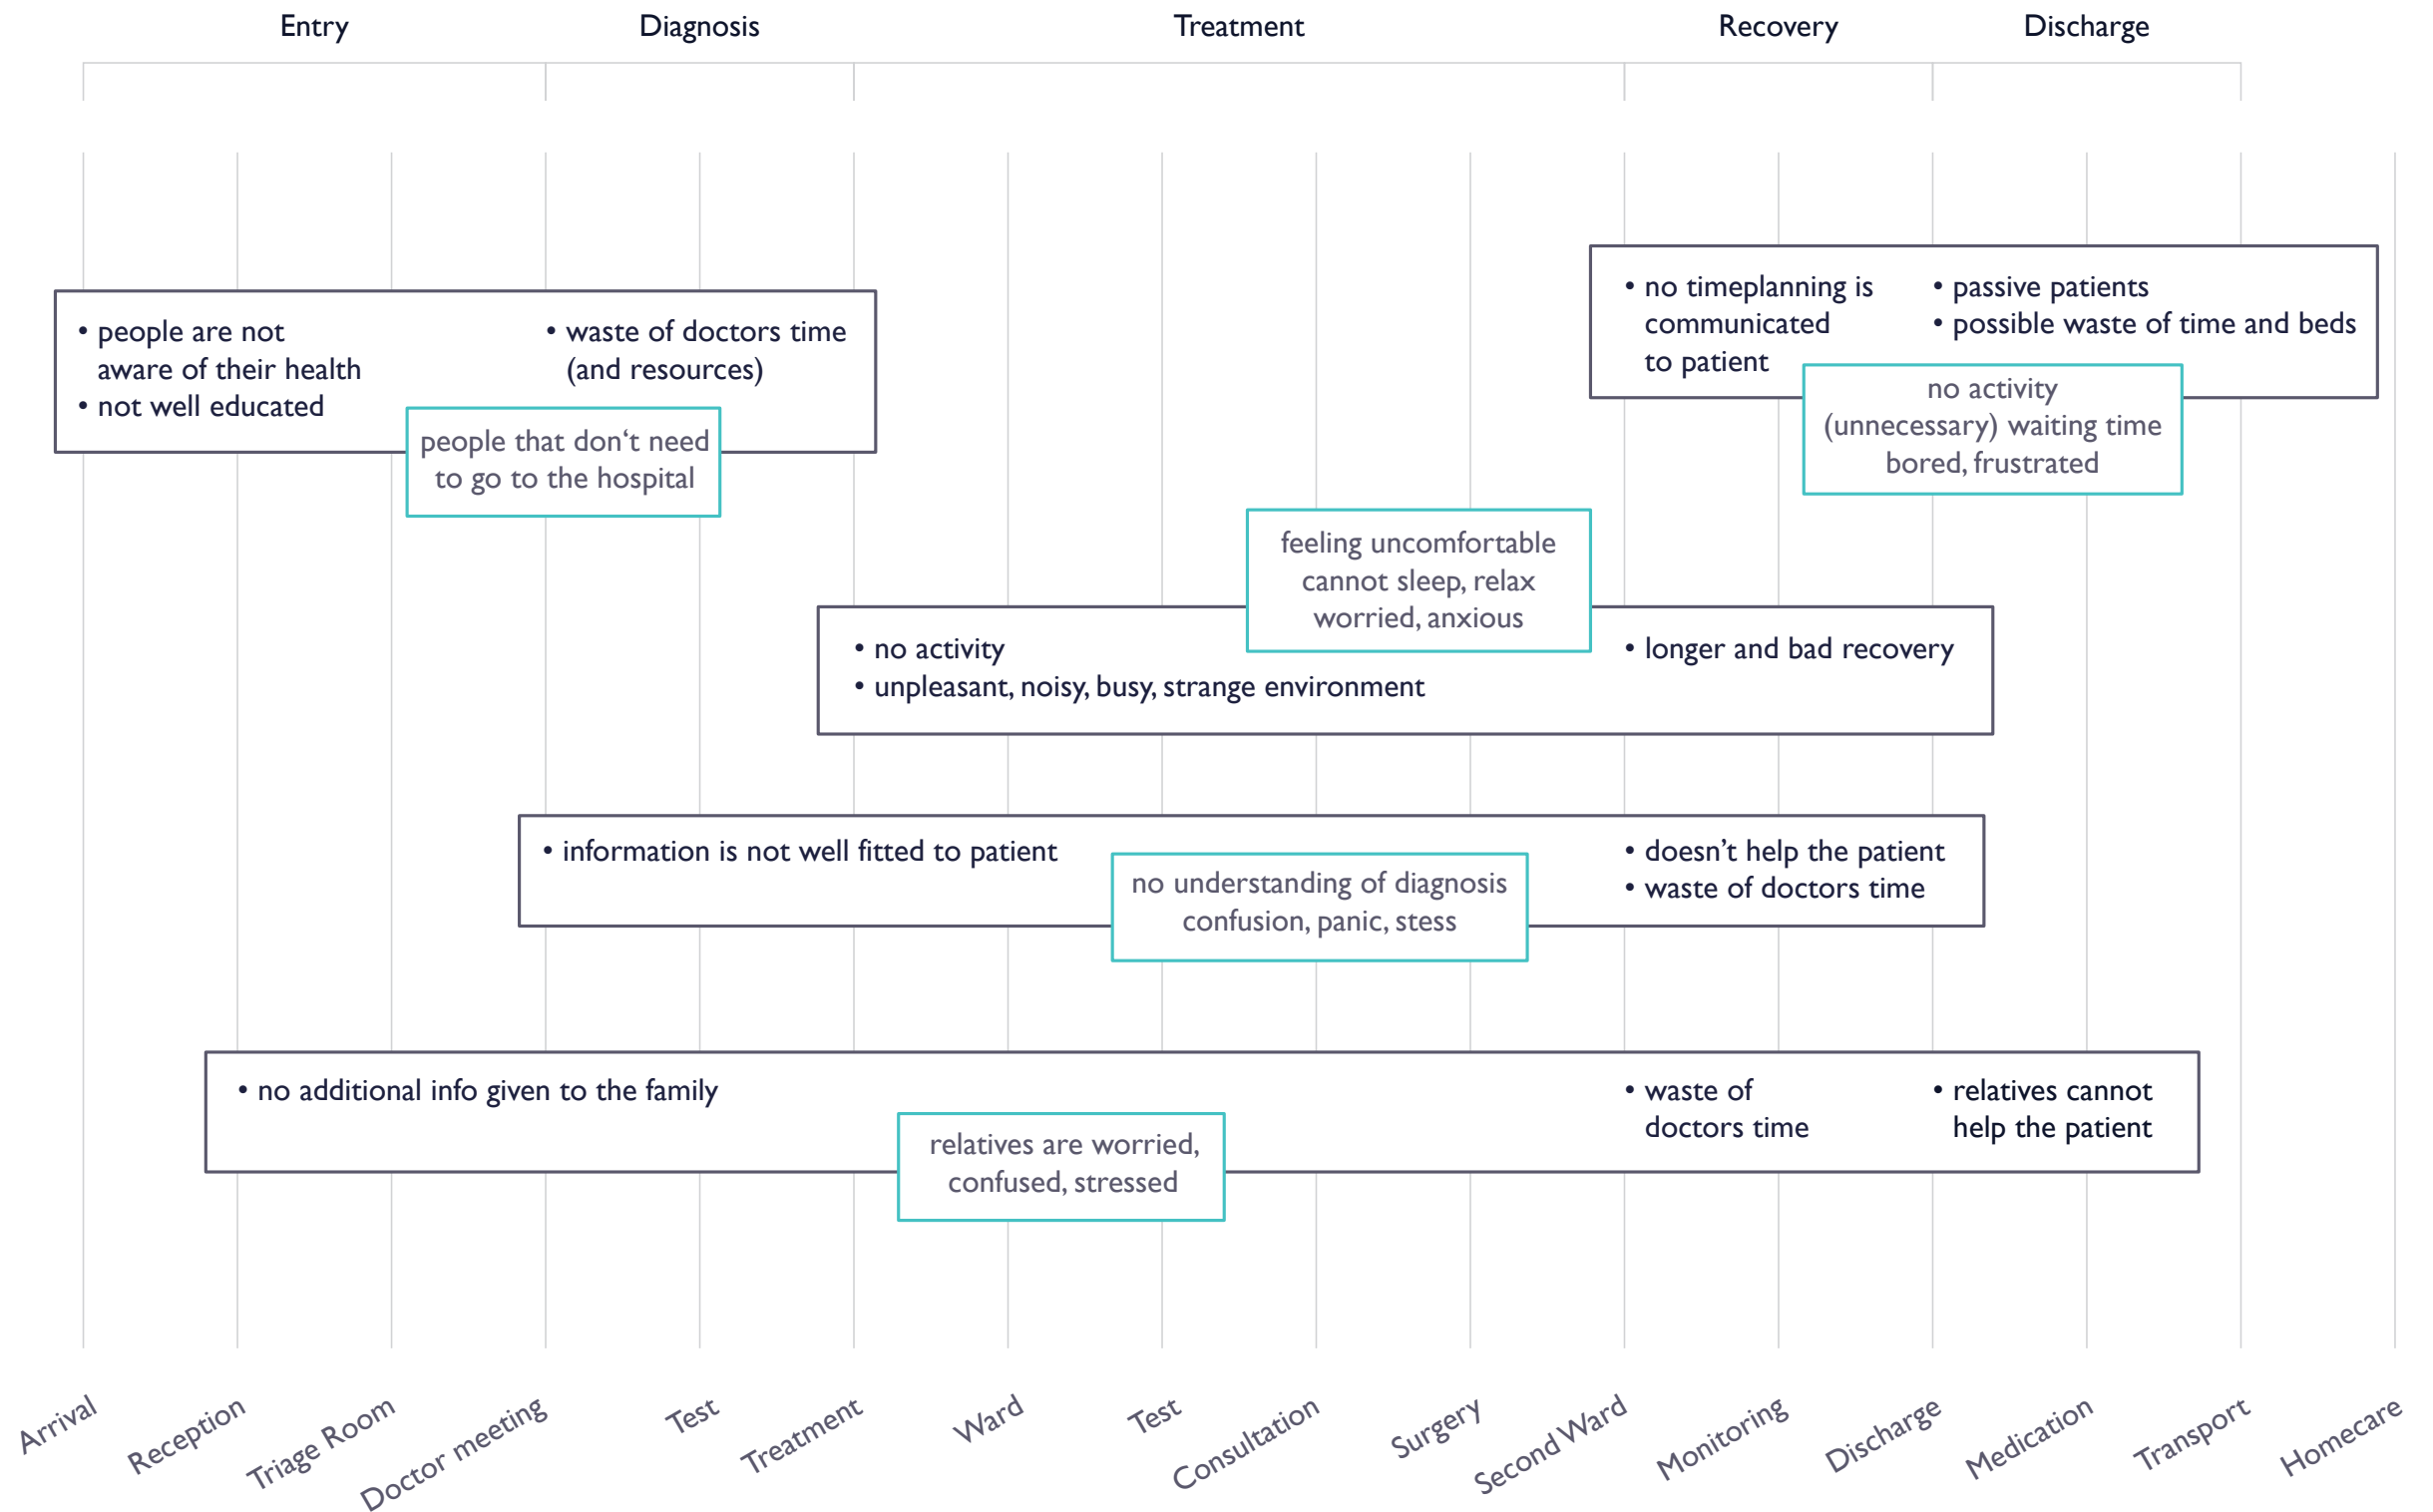 Entry
Diagnosis
Treatment
Recovery
Discharge
• people are not
aware of their health
• not well educated
• waste of doctors time
(and resources)
people that don‘t need
to go to the hospital
• no timeplanning is
communicated
to patient
• passive patients
• possible waste of time and beds
no activity
(unnecessary) waiting time
bored, frustrated
feeling uncomfortable
cannot sleep, relax
worried, anxious
• no activity
• unpleasant, noisy, busy, strange environment
• longer and bad recovery
• information is not well fitted to patient
no understanding of diagnosis
confusion, panic, stess
• doesn’t help the patient
• waste of doctors time
• no additional info given to the family
relatives are worried,
confused, stressed
• waste of
doctors time
• relatives cannot
help the patient
Arrival
Reception
Triage Room
Doctor meeting
Test
Treatment
Ward
Test
Consultation
Surgery
Second Ward
Monitoring
Discharge
Medication
Transport
Homecare